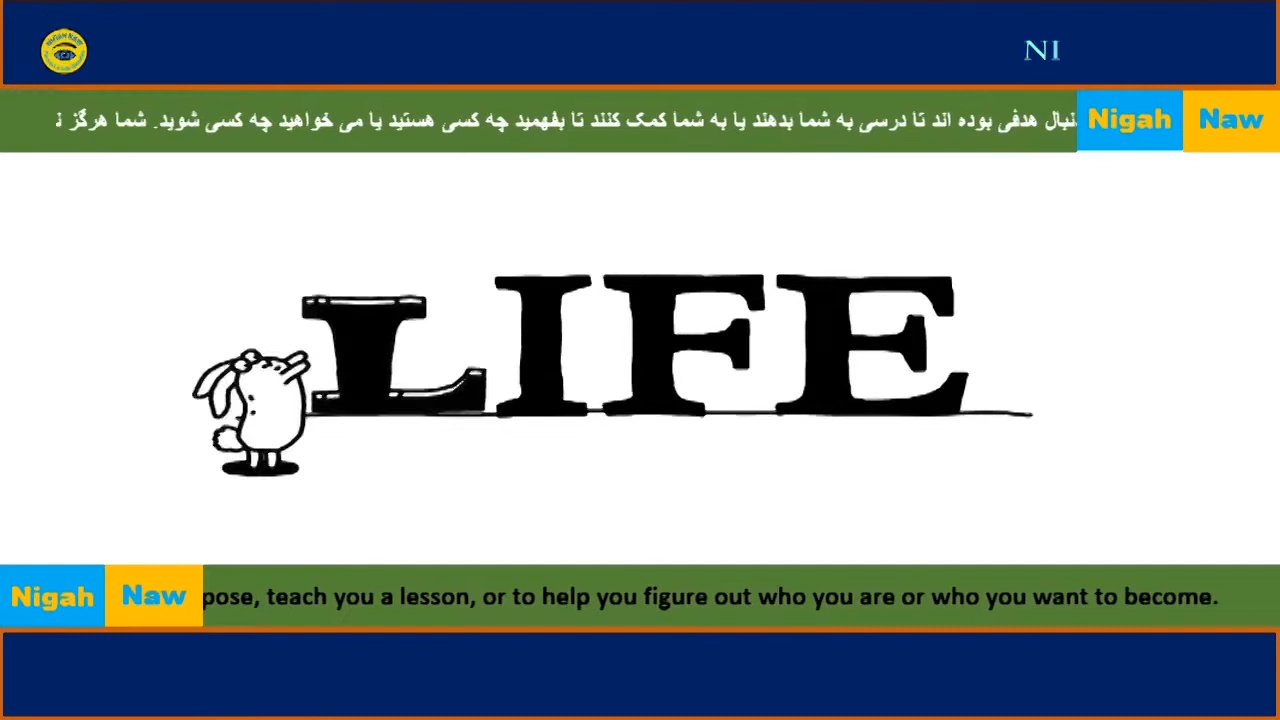 NI
هدفی بوده اند تا درسی به شما بدهند یا به شما کمک کنند تا بفهمید چه کسی هستید یا می خواهید چه کسی شوید. شما هرگز
Nigah Naw
LIFE
Nigah Naw
pose, teach you a lesson, or to help you figure out who you are or who you want to become.